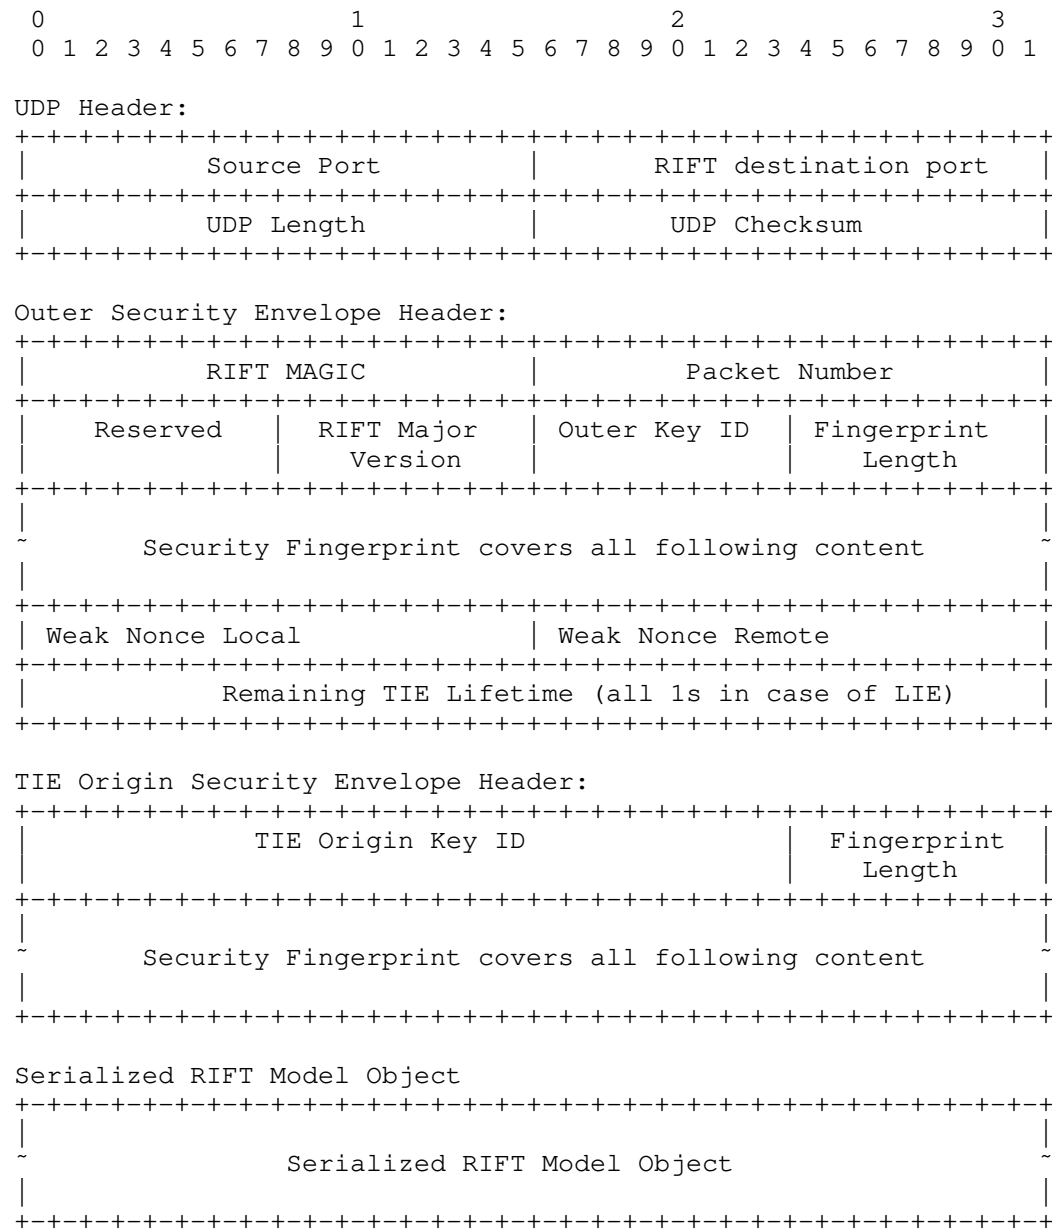 0                   1                   2                   3
 0 1 2 3 4 5 6 7 8 9 0 1 2 3 4 5 6 7 8 9 0 1 2 3 4 5 6 7 8 9 0 1

UDP Header:
+-+-+-+-+-+-+-+-+-+-+-+-+-+-+-+-+-+-+-+-+-+-+-+-+-+-+-+-+-+-+-+-+
|           Source Port         |       RIFT destination port   |
+-+-+-+-+-+-+-+-+-+-+-+-+-+-+-+-+-+-+-+-+-+-+-+-+-+-+-+-+-+-+-+-+
|           UDP Length          |        UDP Checksum           |
+-+-+-+-+-+-+-+-+-+-+-+-+-+-+-+-+-+-+-+-+-+-+-+-+-+-+-+-+-+-+-+-+

Outer Security Envelope Header:
+-+-+-+-+-+-+-+-+-+-+-+-+-+-+-+-+-+-+-+-+-+-+-+-+-+-+-+-+-+-+-+-+
|           RIFT MAGIC          |         Packet Number         |
+-+-+-+-+-+-+-+-+-+-+-+-+-+-+-+-+-+-+-+-+-+-+-+-+-+-+-+-+-+-+-+-+
|    Reserved   |  RIFT Major   | Outer Key ID  | Fingerprint   |
|               |    Version    |               |    Length     |
+-+-+-+-+-+-+-+-+-+-+-+-+-+-+-+-+-+-+-+-+-+-+-+-+-+-+-+-+-+-+-+-+
|                                                               |
~       Security Fingerprint covers all following content       ~
|                                                               |
+-+-+-+-+-+-+-+-+-+-+-+-+-+-+-+-+-+-+-+-+-+-+-+-+-+-+-+-+-+-+-+-+
| Weak Nonce Local              | Weak Nonce Remote             |
+-+-+-+-+-+-+-+-+-+-+-+-+-+-+-+-+-+-+-+-+-+-+-+-+-+-+-+-+-+-+-+-+
|            Remaining TIE Lifetime (all 1s in case of LIE)     |
+-+-+-+-+-+-+-+-+-+-+-+-+-+-+-+-+-+-+-+-+-+-+-+-+-+-+-+-+-+-+-+-+

TIE Origin Security Envelope Header:
+-+-+-+-+-+-+-+-+-+-+-+-+-+-+-+-+-+-+-+-+-+-+-+-+-+-+-+-+-+-+-+-+
|              TIE Origin Key ID                |  Fingerprint  |
|                                               |    Length     |
+-+-+-+-+-+-+-+-+-+-+-+-+-+-+-+-+-+-+-+-+-+-+-+-+-+-+-+-+-+-+-+-+
|                                                               |
~       Security Fingerprint covers all following content       ~
|                                                               |
+-+-+-+-+-+-+-+-+-+-+-+-+-+-+-+-+-+-+-+-+-+-+-+-+-+-+-+-+-+-+-+-+

Serialized RIFT Model Object
+-+-+-+-+-+-+-+-+-+-+-+-+-+-+-+-+-+-+-+-+-+-+-+-+-+-+-+-+-+-+-+-+
|                                                               |
~                Serialized RIFT Model Object                   ~
|                                                               |
+-+-+-+-+-+-+-+-+-+-+-+-+-+-+-+-+-+-+-+-+-+-+-+-+-+-+-+-+-+-+-+-+